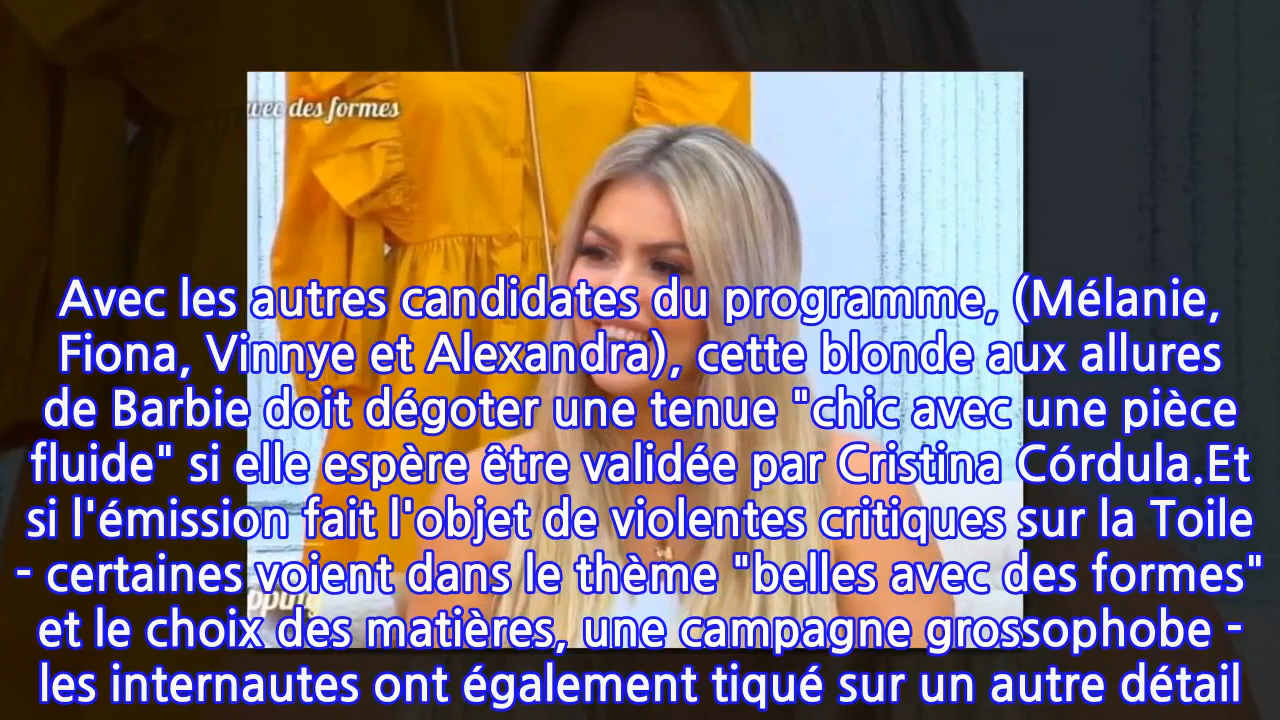 avec des formes
Avec les autres candidates du programme, (Mélanie,
Fiona, Vinnye et Alexandra), cette blonde aux allures
de Barbie doit dégoter une tenue "chic avec une pièce
fluide" si elle espère être validée par Cristina Córdula.Et
si l'émission fait l'objet de violentes critiques sur la Toile
- certaines voient dans le thème "belles avec des formes"
et le choix des matières, une campagne grossophobe -
les internautes ont également tiqué sur un autre détail